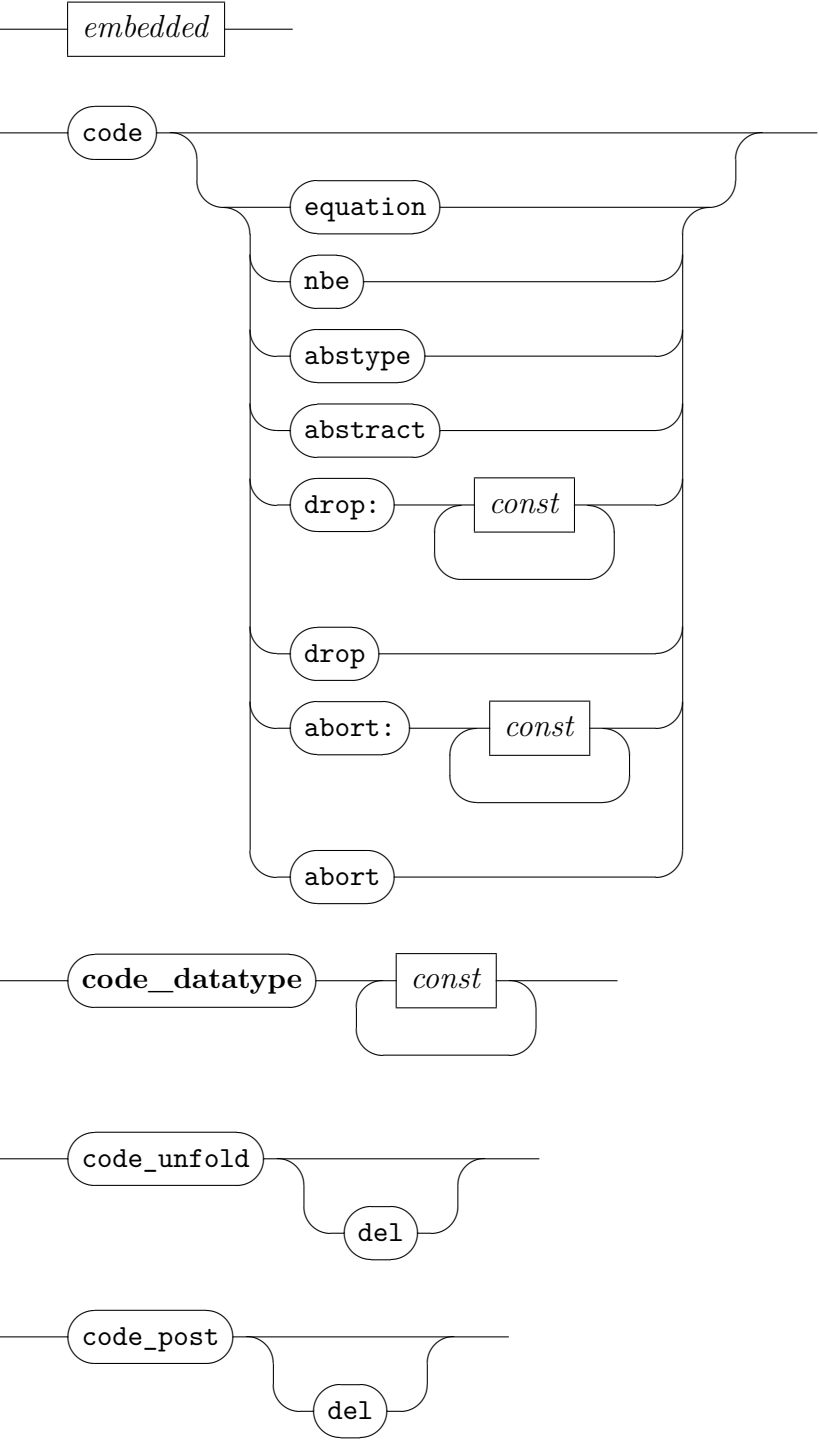 embedded
code
equation
nbe
abstype
abstract
drop: const
drop
abort: const
abort
code_datatype const
code_unfold
del
code_post
del